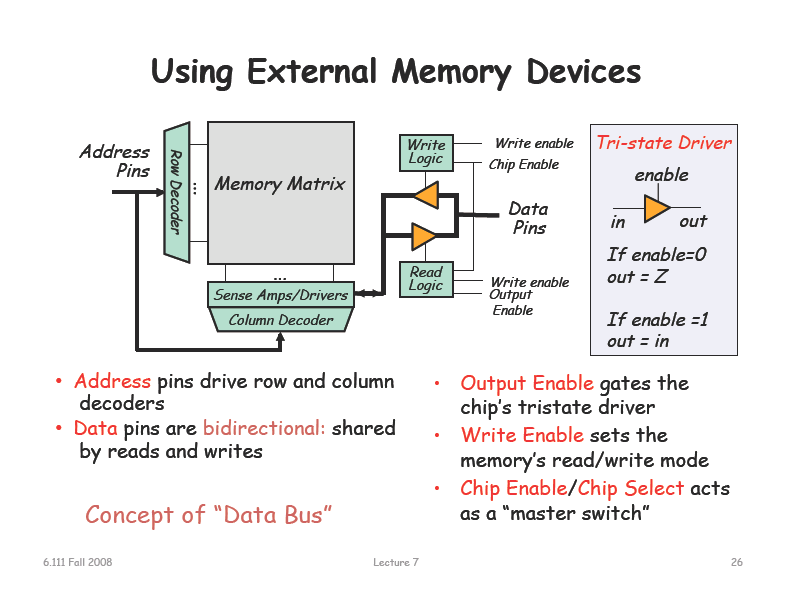 Using External Memory Devices
Address
Pins
Row Decoder
...
Memory Matrix
...
Sense Amps/Drivers
Column Decoder
Write
Logic
Write enable
Chip Enable
Data
Pins
Read
Logic
Write enable
Output
Enable
Tri-state Driver
enable
in
out
If enable=0
out = Z
If enable =1
out = in
• Address pins drive row and column
decoders
• Data pins are bidirectional: shared
by reads and writes
Concept of “Data Bus”
• Output Enable gates the
chip’s tristate driver
• Write Enable sets the
memory’s read/write mode
• Chip Enable/Chip Select acts
as a “master switch”
6.111 Fall 2008
Lecture 7
26